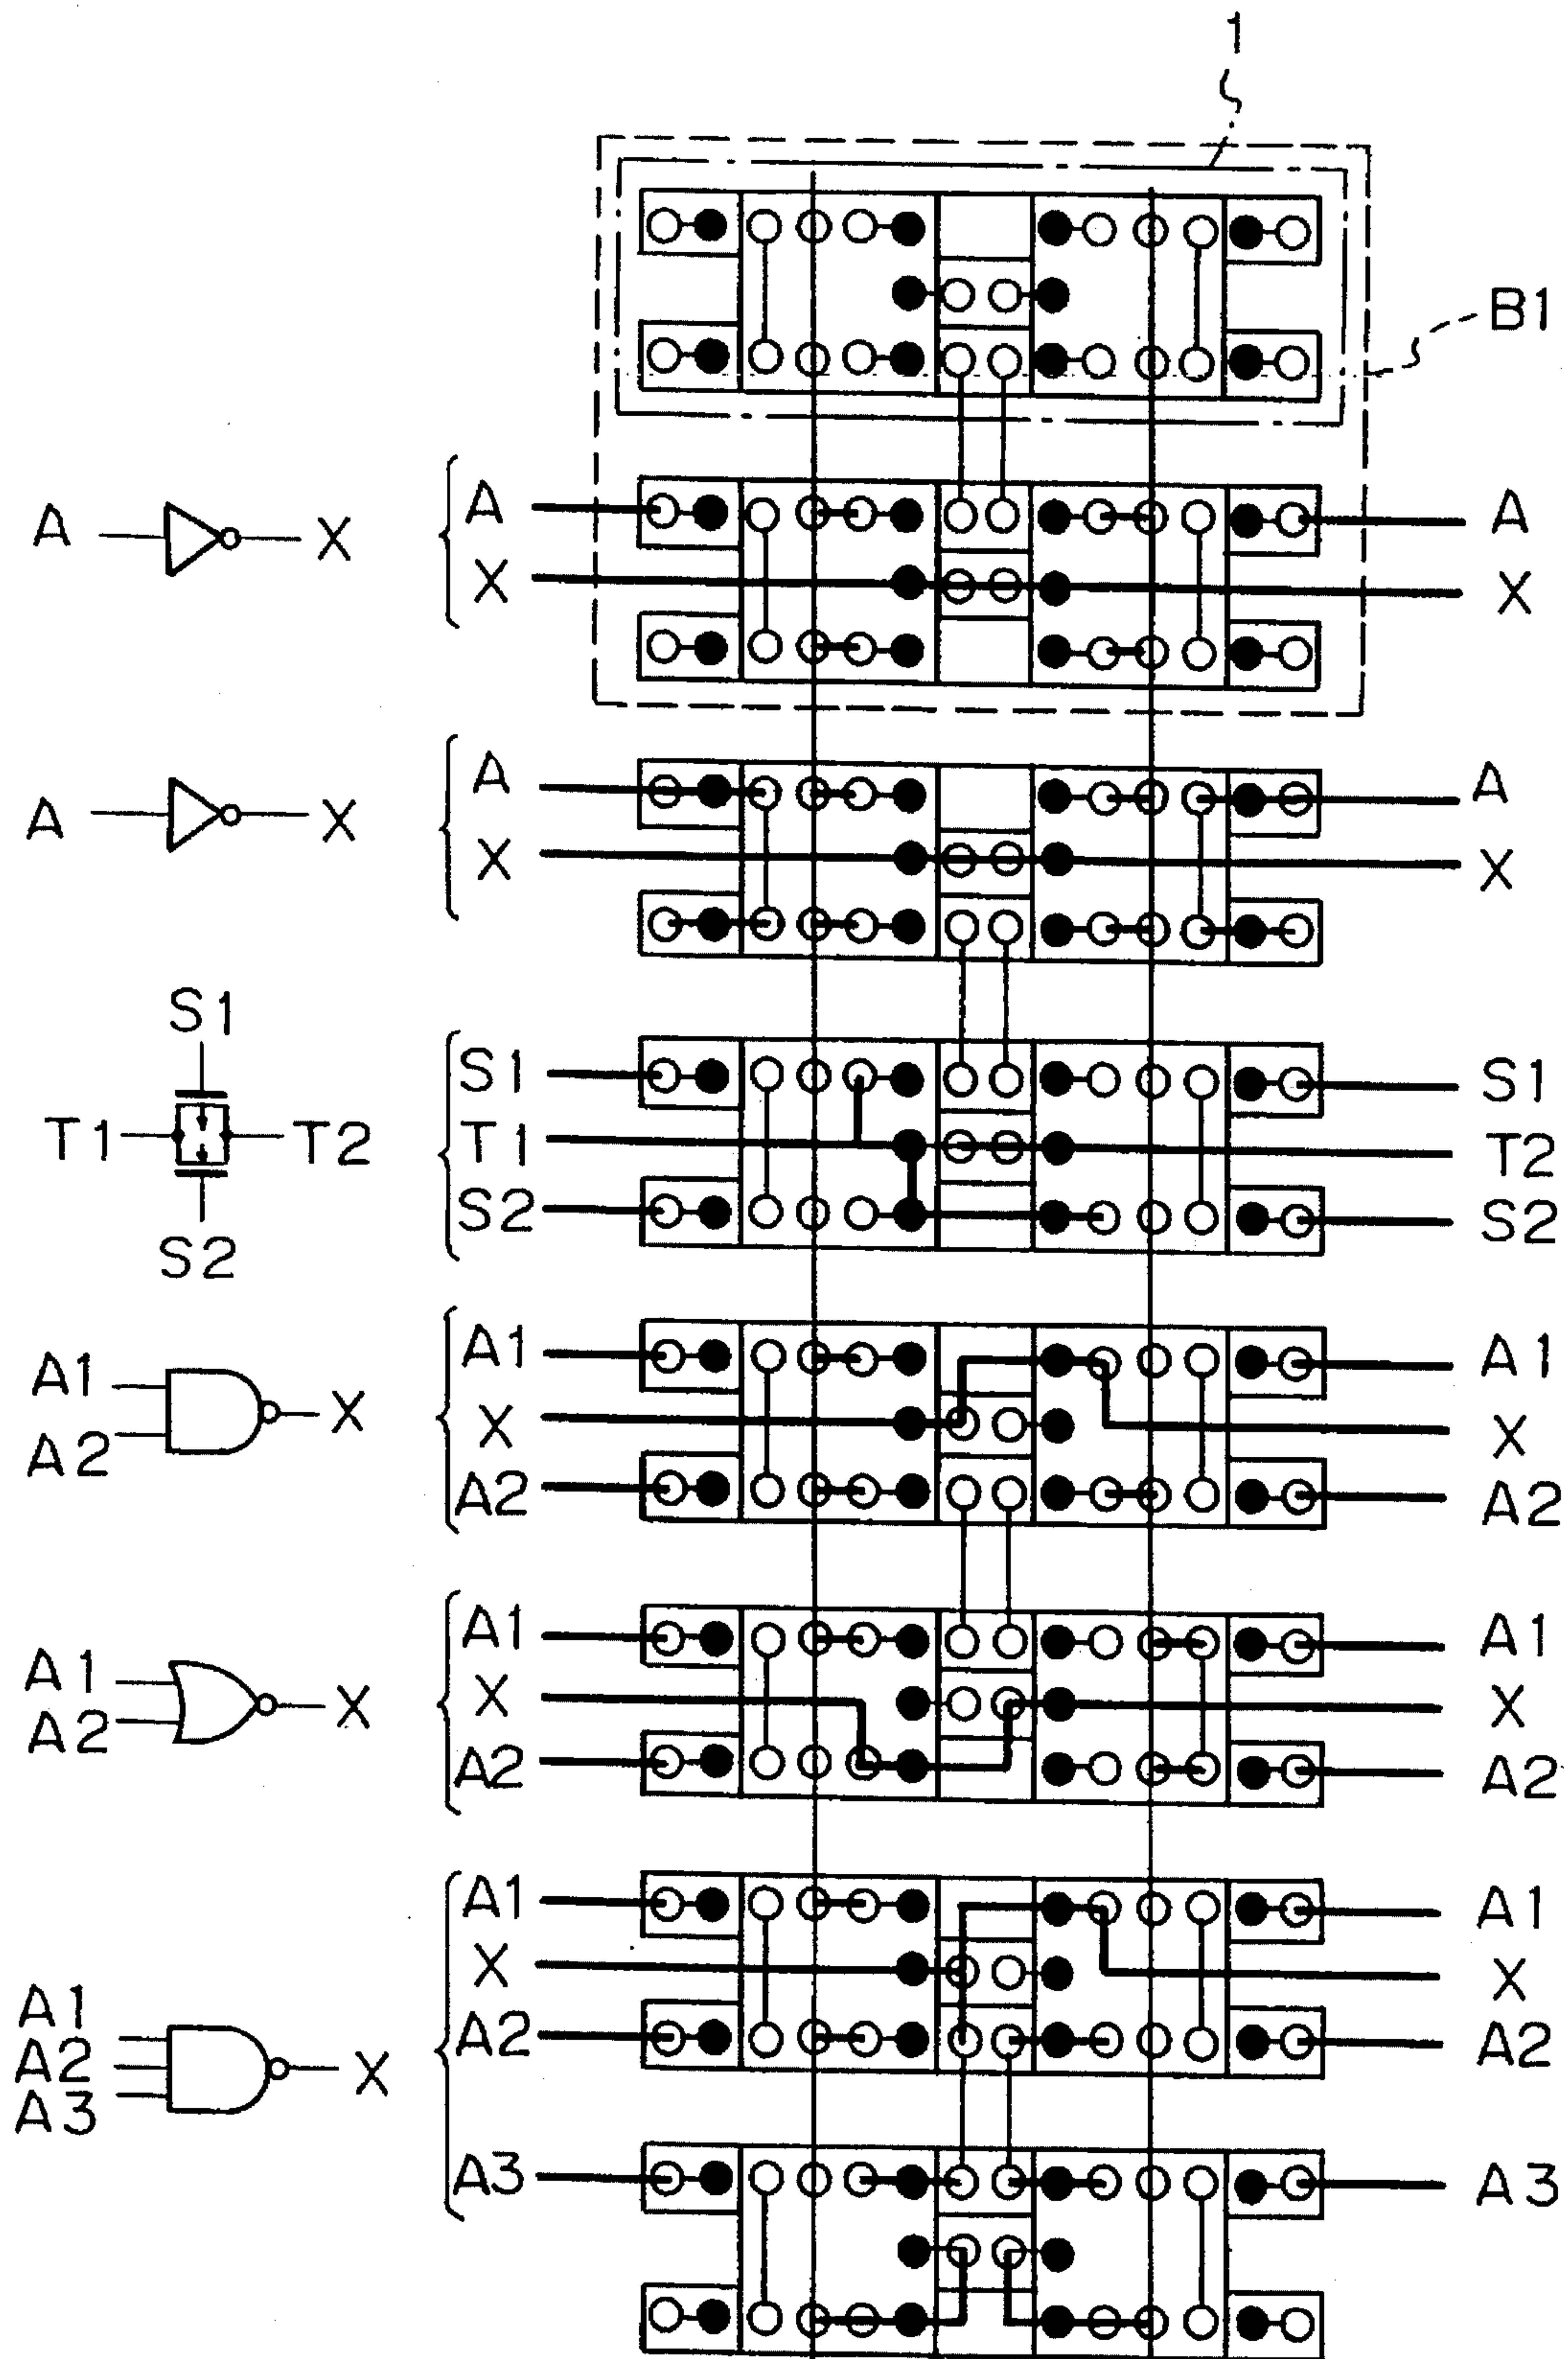 1
B1
A X A A
X X
A X A A
X X
S1
S1 S1
T1 T2 T1 T2
S2 S2
S2
A1 A1 A1
X X X
A2 A2 A2
A1 A1 A1
X X X
A2 A2 A2
A1 A1
X X
A1
A2 X A2 A2
A3
A3 A3